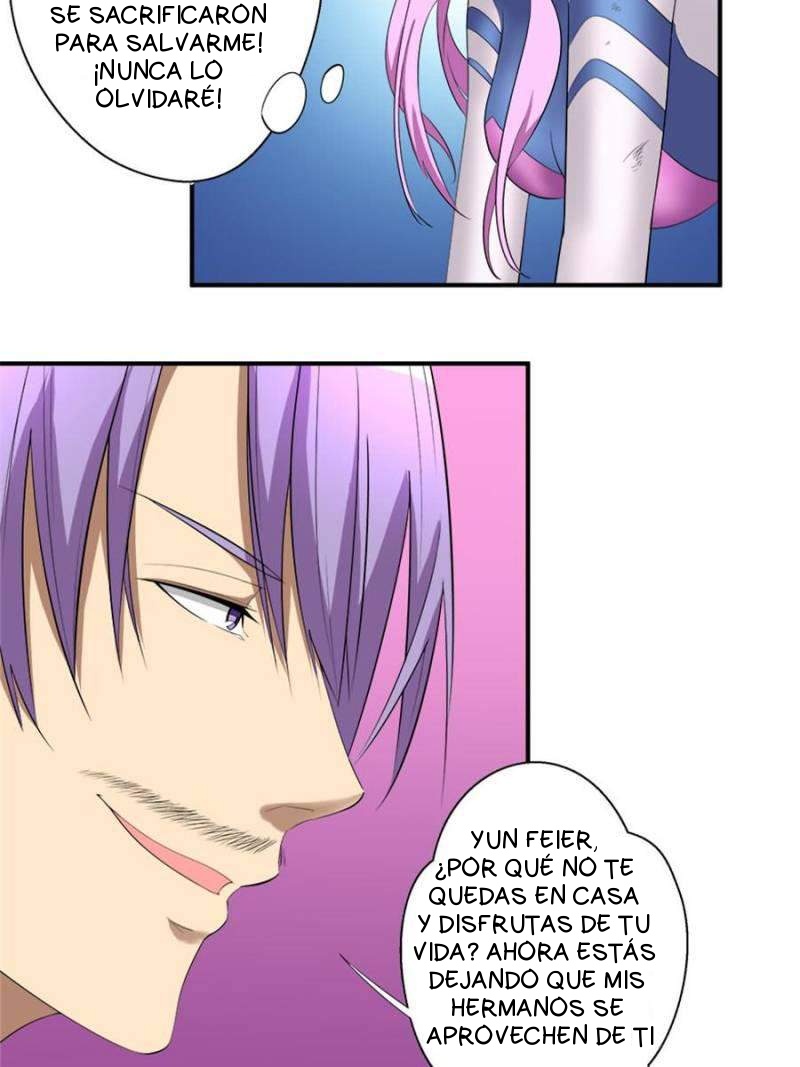 SE SACRIFICARON
PARA SALVARME!
¡NUNCA LO
OLVIDARÉ!
YUN FEIER,
¿POR QUÉ NO TE
QUEDAS EN CASA
Y DISFRUTAS DE TU
VIDA? AHORA ESTÁS
DEJANDO QUE MIS
HERMANOS SE
APROVECHEN DE TI